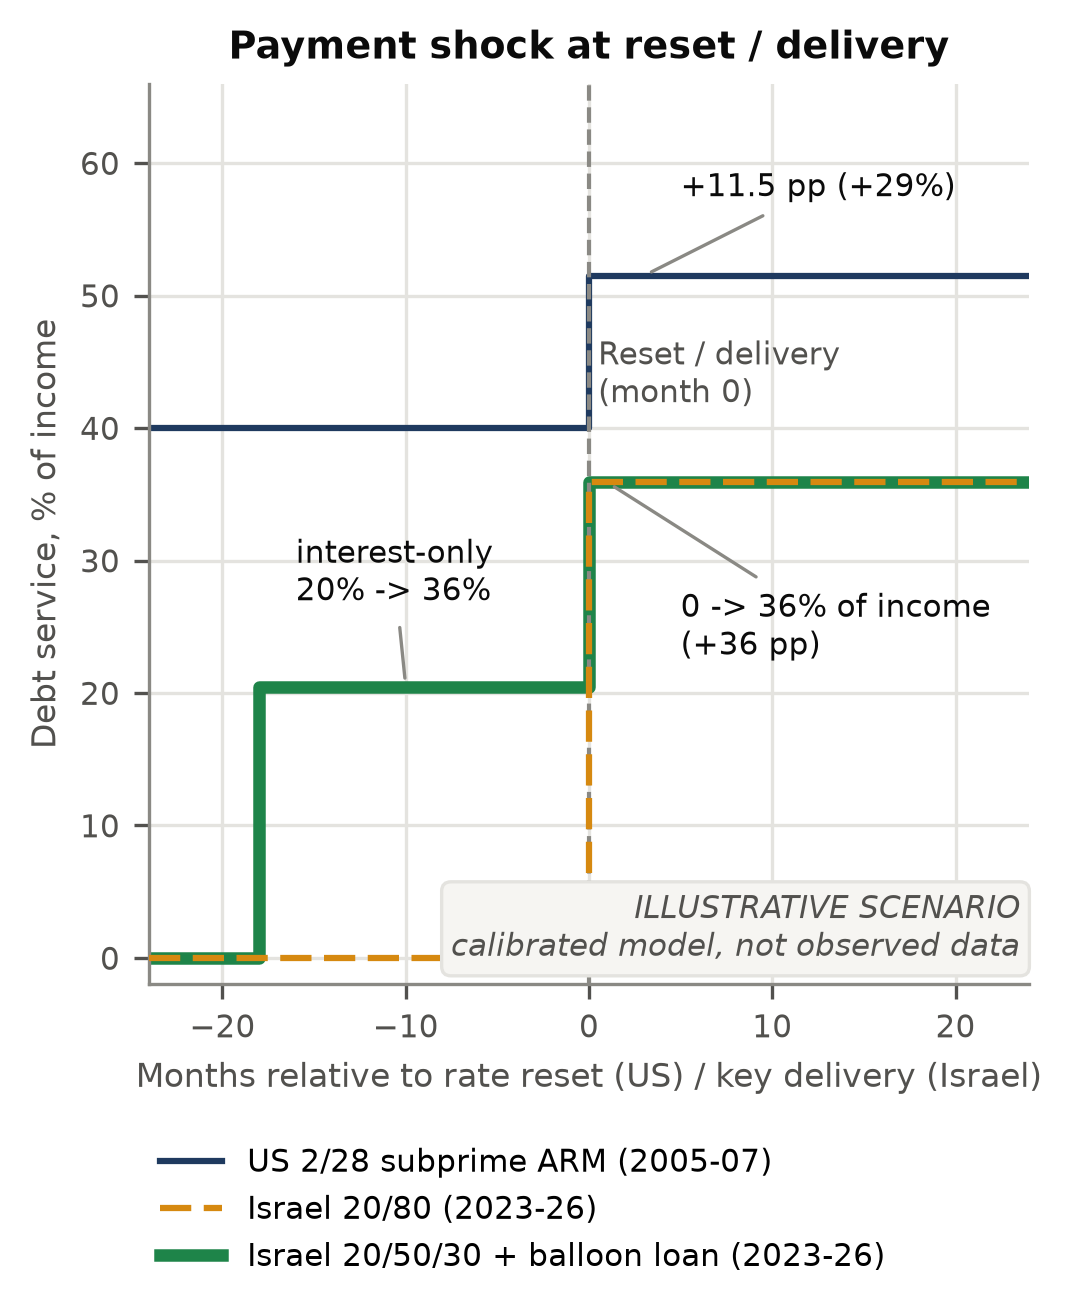 Payment shock at reset / delivery
60
+11.5 pp (+29%)
50
Reset / delivery
(month 0)
40
interest-only
20% -> 36%
30
0 -> 36% of income
(+36 pp)
20
10
0
Debt service, % of income
ILLUSTRATIVE SCENARIO
calibrated model, not observed data
−20 −10 0 10 20
Months relative to rate reset (US) / key delivery (Israel)
US 2/28 subprime ARM (2005-07)
Israel 20/80 (2023-26)
Israel 20/50/30 + balloon loan (2023-26)